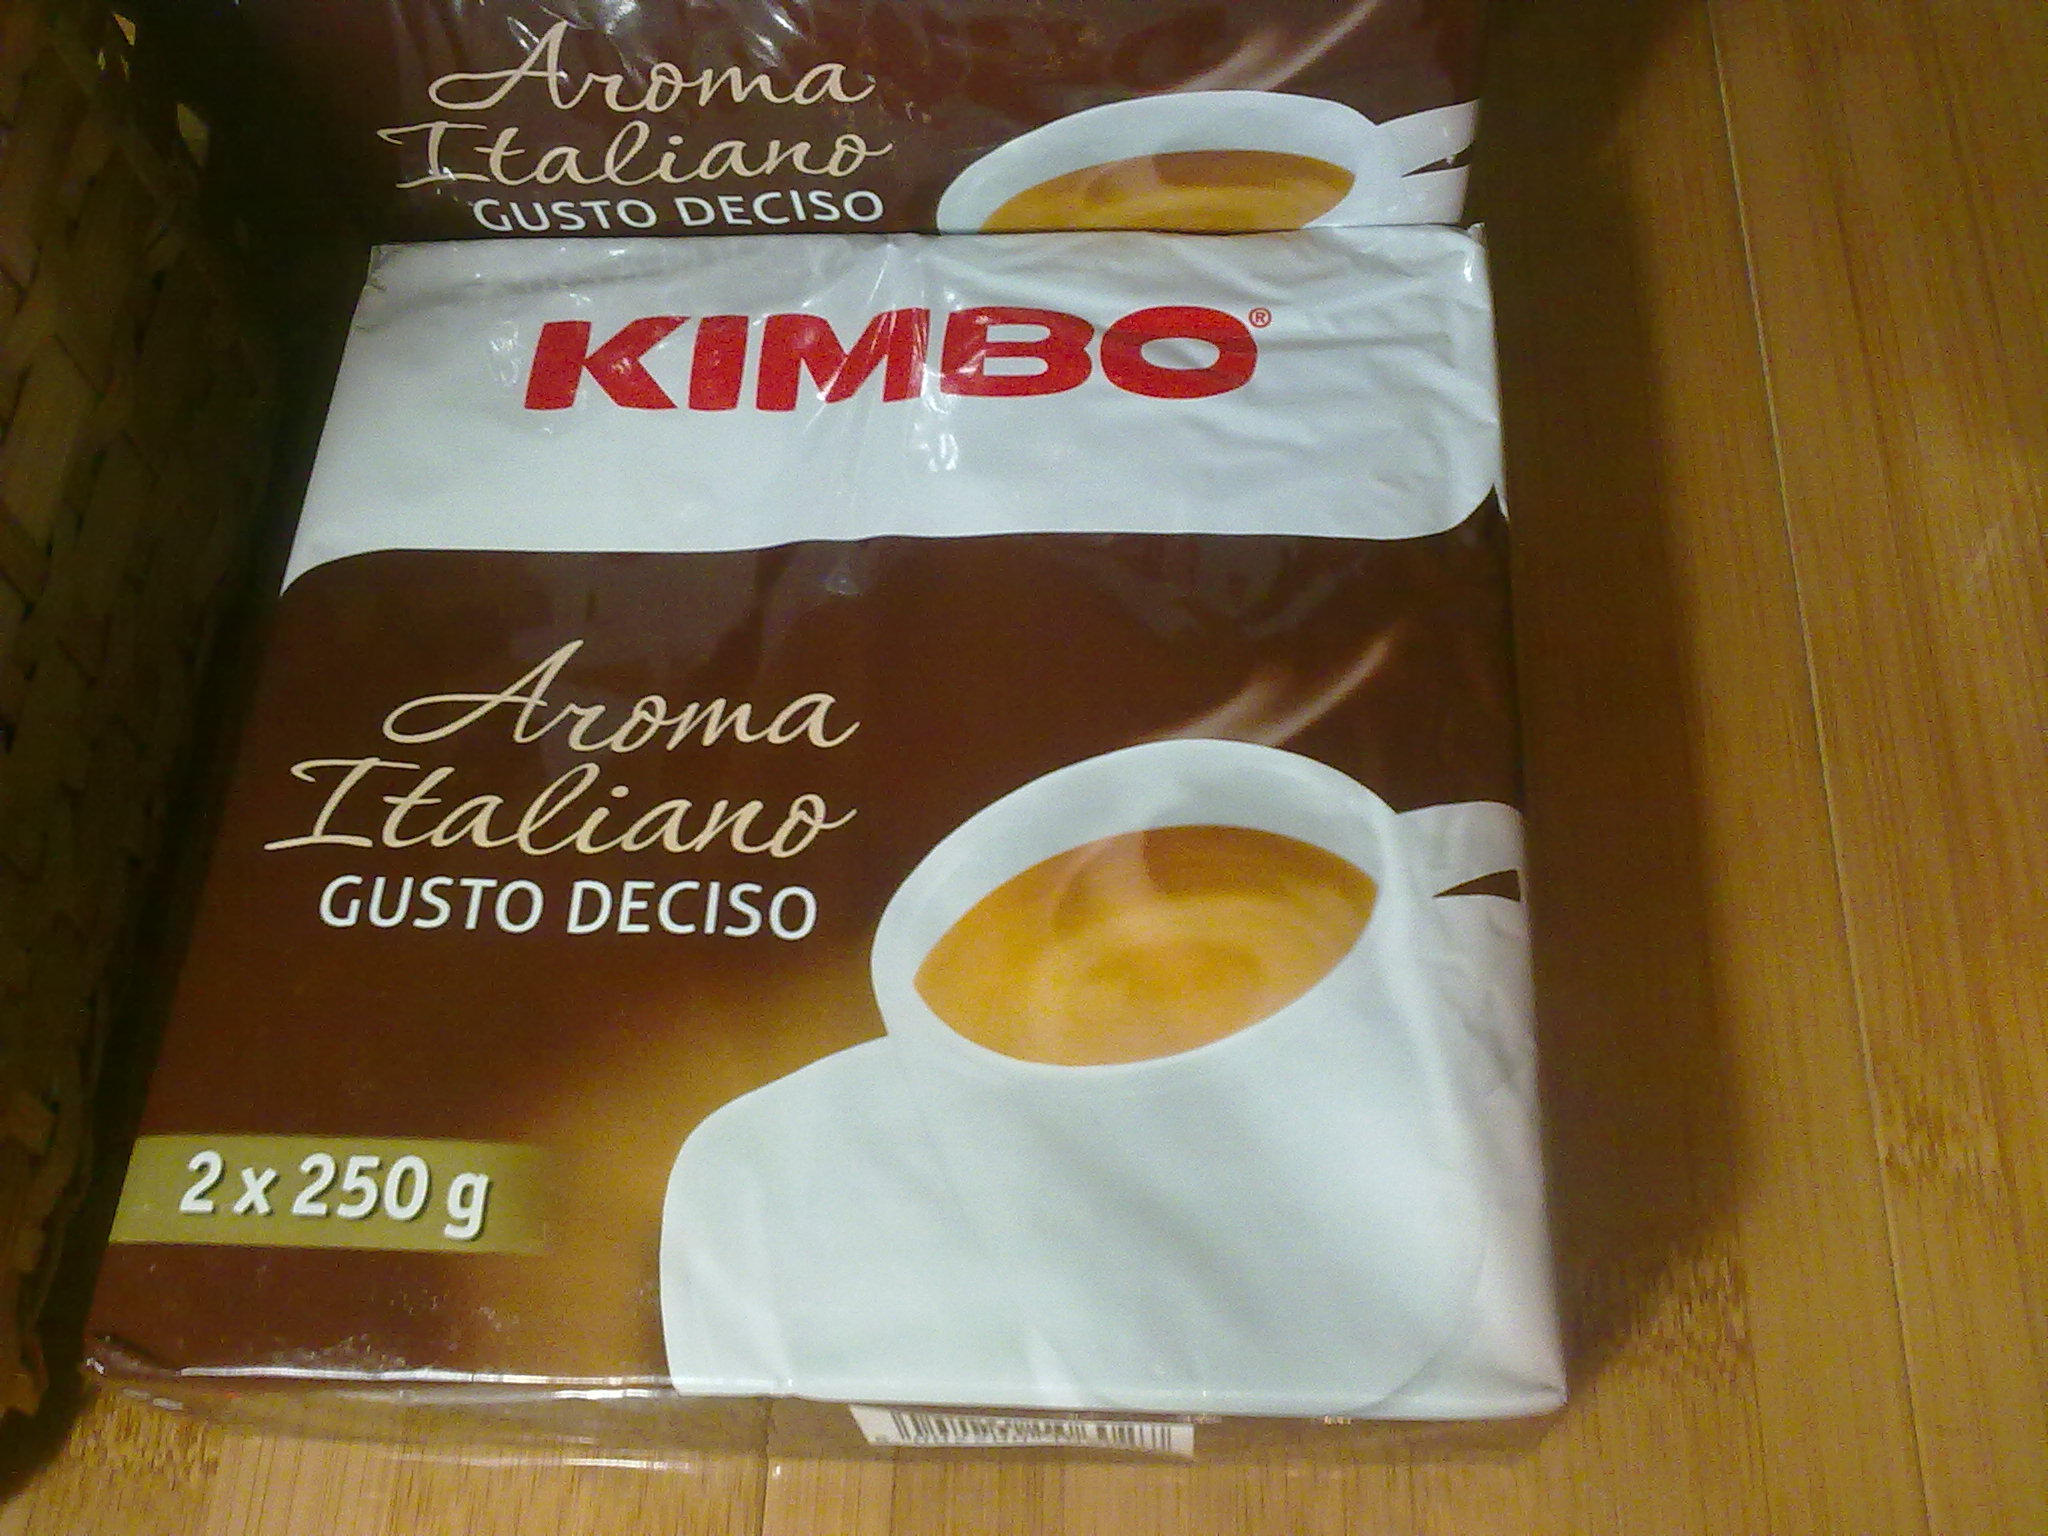 Aroma
Italiano
GUSTO DECISO
KIMBO®
Aroma
Italiano
GUSTO DECISO
2 x 250 g